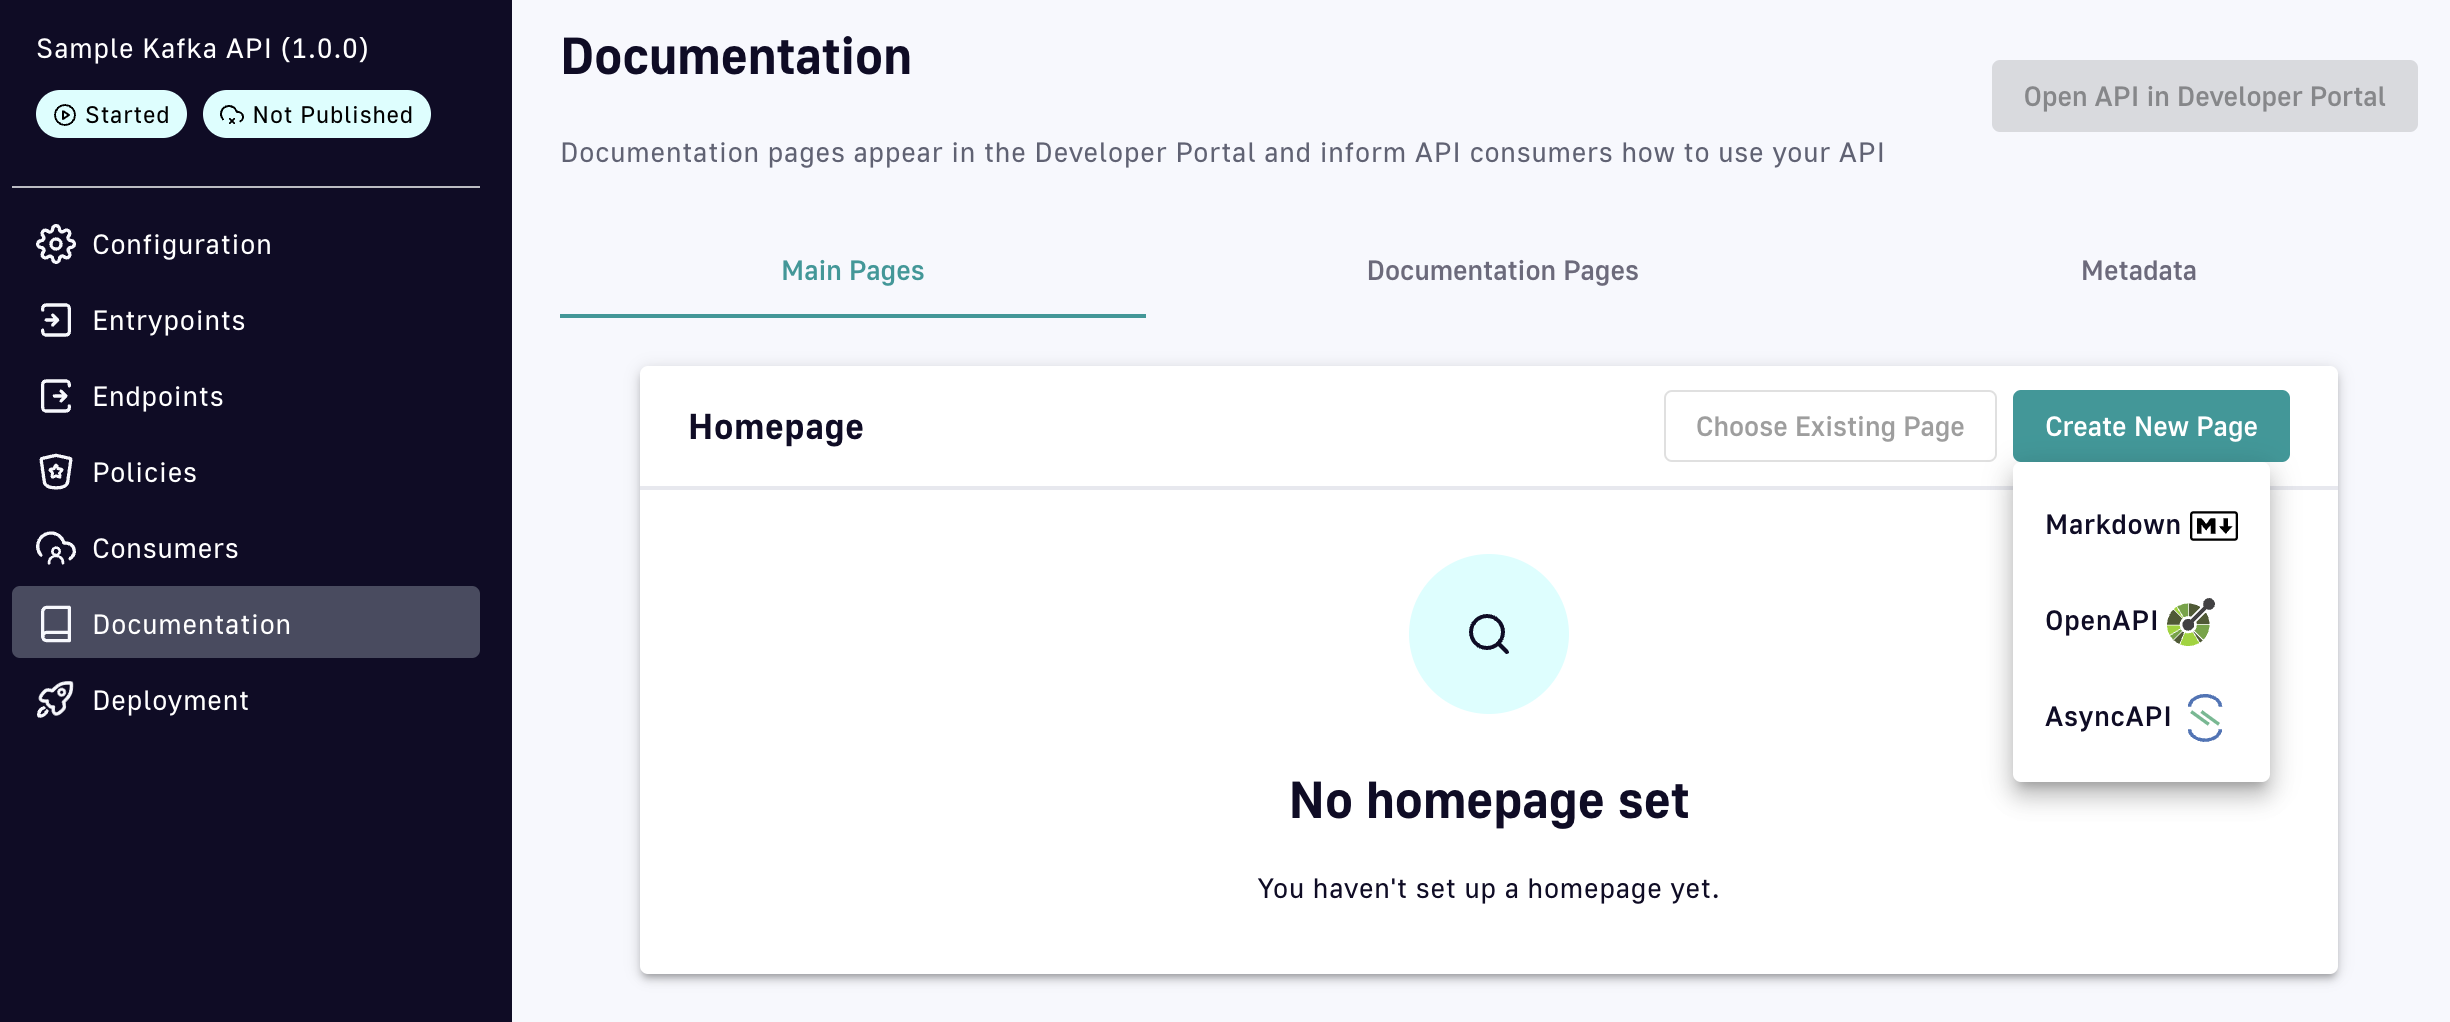 Sample Kafka API (1.0.0)
Started
Not Published
Configuration
Entrypoints
Endpoints
Policies
Consumers
Documentation
Deployment
Documentation
Open API in Developer Portal
Documentation pages appear in the Developer Portal and inform API consumers how to use your API
Main Pages
Documentation Pages
Metadata
Homepage
Choose Existing Page
Create New Page
Markdown M
OpenAPI
AsyncAPI
No homepage set
You haven't set up a homepage yet.